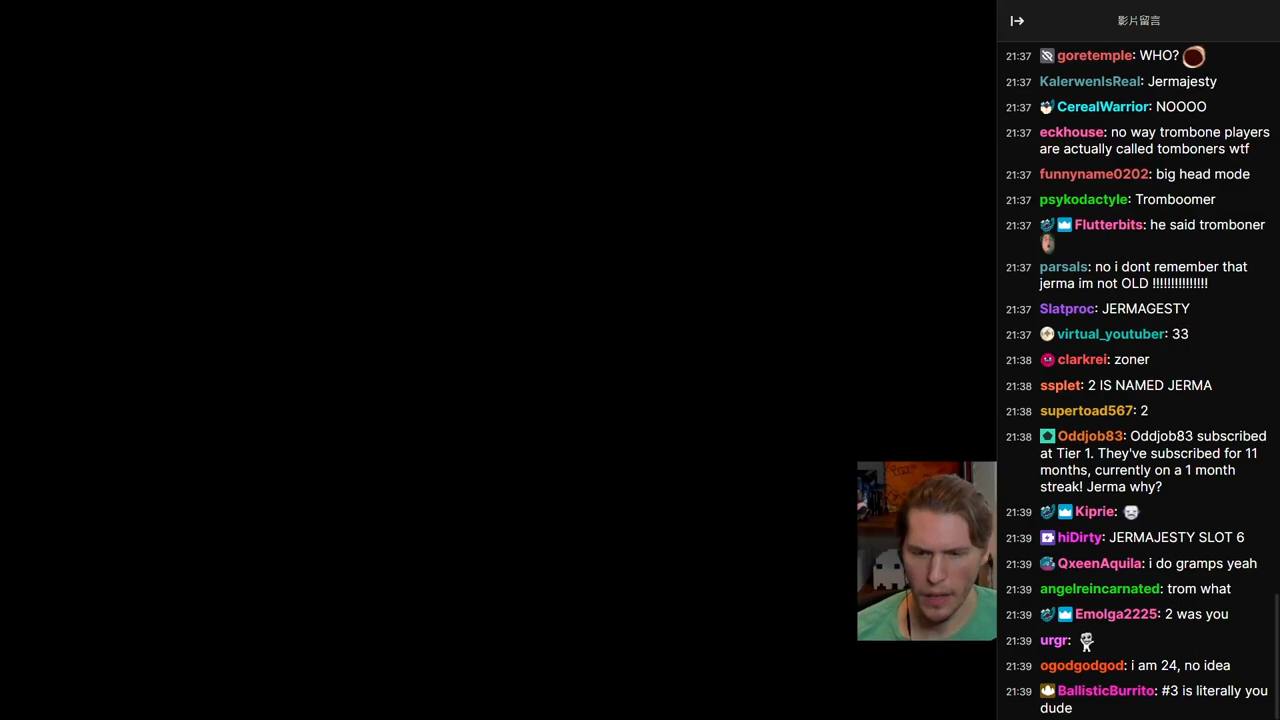 影片留言
21:37 goretemple: WHO?
21:37 KalerwenIsReal: Jermajesty
21:37 CerealWarrior: NOOOO
21:37 eckhouse: no way trombone players
are actually called tomboners wtf
21:37 funnyname0202: big head mode
21:37 psykodactyle: Tromboomer
21:37 Flutterbits: he said tromboner
21:37 parsals: no i dont remember that
jerma im not OLD !!!!!!!!!!!!!!!
21:37 Slatproc: JERMAGESTY
21:37 virtual_youtuber: 33
21:38 clarkrei: zoner
21:38 ssplet: 2 IS NAMED JERMA
21:38 supertoad567: 2
21:38 Oddjob83: Oddjob83 subscribed
at Tier 1. They've subscribed for 11
months, currently on a 1 month
streak! Jerma why?
21:39 Kiprie:
21:39 hiDirty: JERMAJESTY SLOT 6
21:39 QxeenAquila: i do gramps yeah
21:39 angelreincarnated: trom what
21:39 Emolga2225: 2 was you
21:39 urgr:
21:39 ogodgodgod: i am 24, no idea
21:39 BallisticBurrito: #3 is literally you
dude